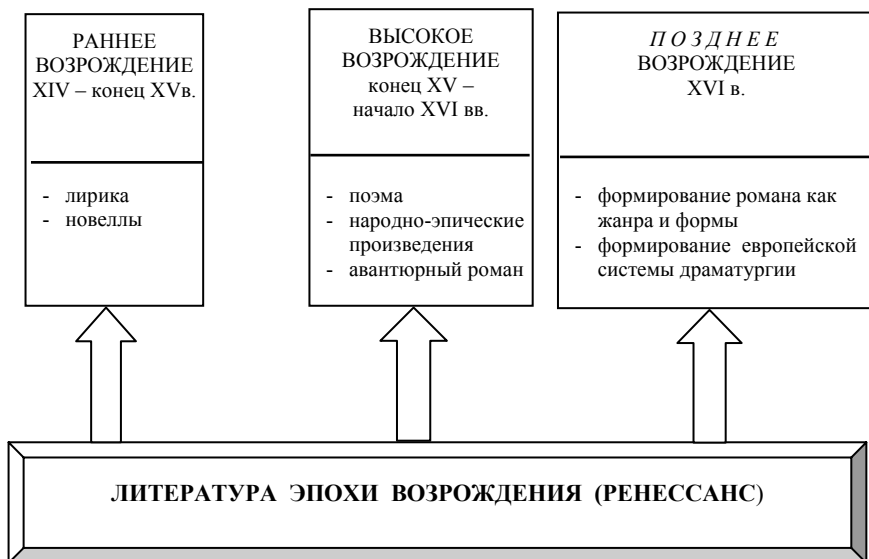 РАННЕЕ
ВОЗРОЖДЕНИЕ
XIV – конец XVв.
- лирика
- новеллы
ВЫСОКОЕ
ВОЗРОЖДЕНИЕ
конец XV –
начало XVI вв.
- поэма
- народно-эпические
произведения
- авантюрный роман
П О З Д Н Е Е
ВОЗРОЖДЕНИЕ
XVI в.
- формирование романа как
жанра и формы
- формирование европейской
системы драматургии
ЛИТЕРАТУРА ЭПОХИ ВОЗРОЖДЕНИЯ (РЕНЕССАНС)